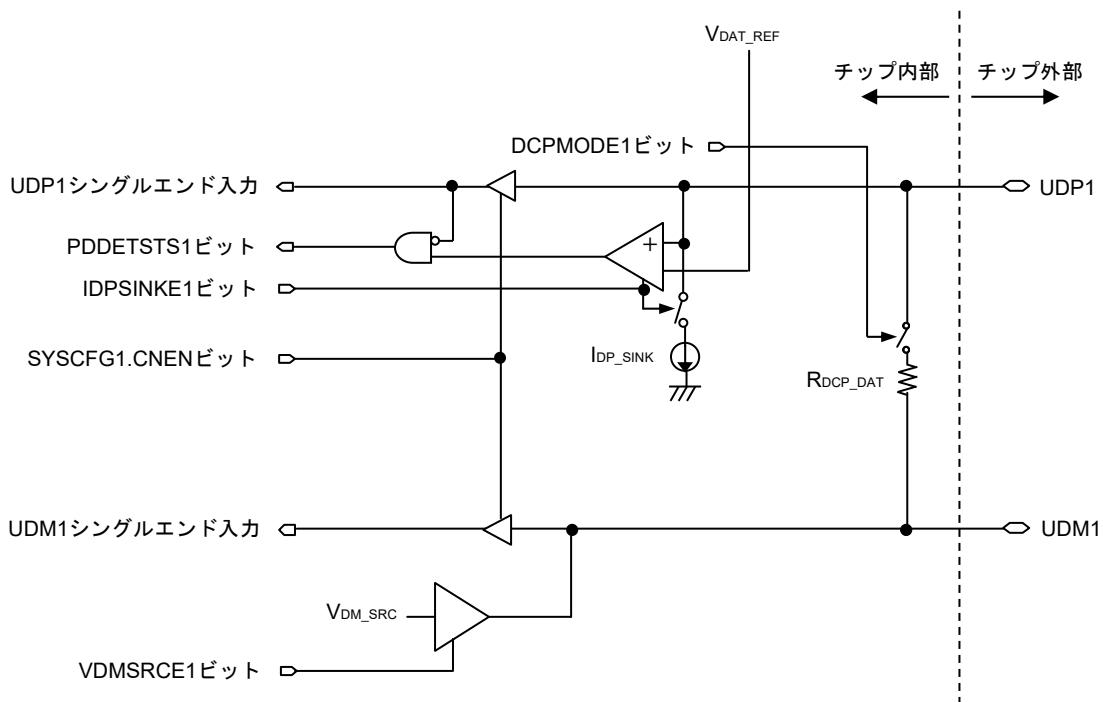 VDAT_REF
チップ内部
チップ外部
DCPMODE1ビット
UDP1シングルエンド入力
UDP1
PDDETSTS1ビット
+
IDPSINKE1ビット
SYSCFG1.CNENビット
IDP_SINK
RDCP_DAT
UDM1シングルエンド入力
UDM1
VDM_SRC
VDMSRCE1ビット